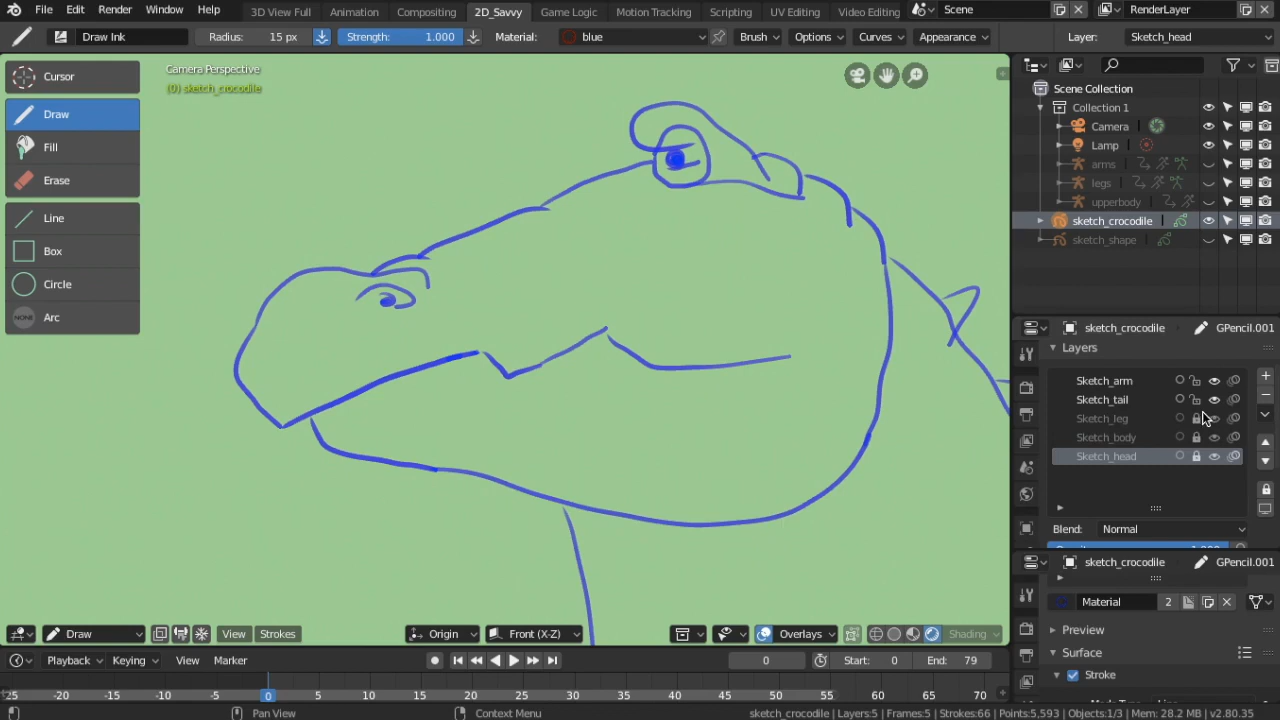 File Edit Render Window Help 3D View Full Animation Compositing 2D_Savvy Game Logic Motion Tracking Scripting UV Editing Video Editing Scene RenderLayer
Draw Ink Radius: 15 px Strength: 1.000 Material: blue Brush Options Curves Appearance Layer: Sketch_head
Camera Perspective
(0) sketch_crocodile
Cursor
Draw
Fill
Erase
Line
Box
Circle
NONE Arc
Scene Collection
Collection 1
Camera
Lamp
arms
legs
upperbody
sketch_crocodile
sketch_shape
sketch_crocodile GPencil.001
Layers
Sketch_arm
Sketch_tail
Sketch_leg
Sketch_body
Sketch_head
Blend: Normal
sketch_crocodile GPencil.001
Material 2
Preview
Surface
Stroke
Draw View Strokes Origin Front (X-Z) Overlays Shading
Playback Keying View Marker 0 Start: 0 End: 79
-25 -20 -15 -10 -5 0 5 10 15 20 25 30 35 40 45 50 55 60 65 70
Pan View Context Menu sketch_crocodile | Layers:5 | Frames:5 | Strokes:66 | Points:5,593 | Objects:1/3 | Mem: 28.2 MB | v2.80.35